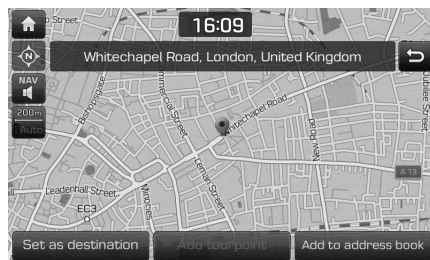 16:09
Street
Whitechapel Road, London, United Kingdom
N
NAV
200m
Auto
Bishopsgate
Commercial Street
Whitechapel Road
New Road
Jubilee Street
A 13
Leman Street
Leadenhall Street
Minories
EC3
Set as destination
Add tourpoint
Add to address book